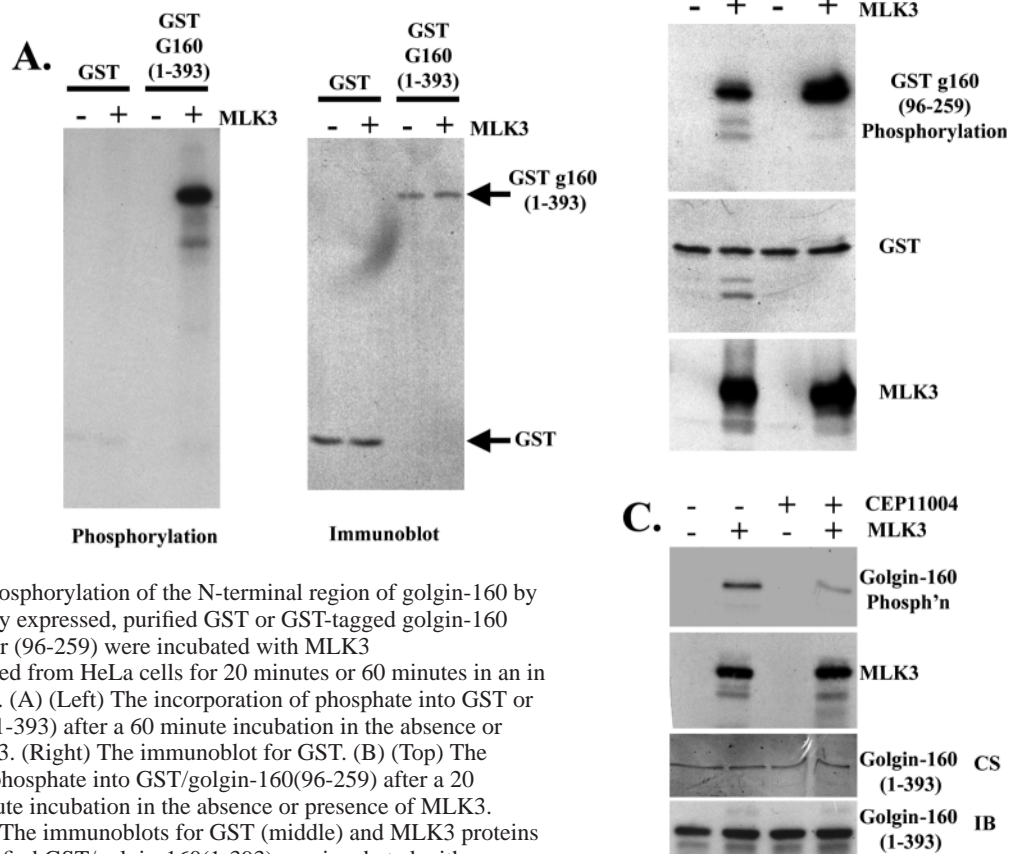 A.
GST
GST
G160
(1-393)
- + - + MLK3
Phosphorylation
GST
GST
G160
(1-393)
- + - + MLK3
GST g160
(1-393)
GST
Immunoblot
- + - + MLK3
GST g160
(96-259)
Phosphorylation
GST
MLK3
C.
- - + + CEP11004
- + - + MLK3
Golgin-160
Phosph'n
MLK3
Golgin-160 CS
(1-393)
Golgin-160 IB
(1-393)
osphorylation of the N-terminal region of golgin-160 by
y expressed, purified GST or GST-tagged golgin-160
r (96-259) were incubated with MLK3
ed from HeLa cells for 20 minutes or 60 minutes in an in
. (A) (Left) The incorporation of phosphate into GST or
1-393) after a 60 minute incubation in the absence or
3. (Right) The immunoblot for GST. (B) (Top) The
phosphate into GST/golgin-160(96-259) after a 20
ute incubation in the absence or presence of MLK3.
The immunoblots for GST (middle) and MLK3 proteins